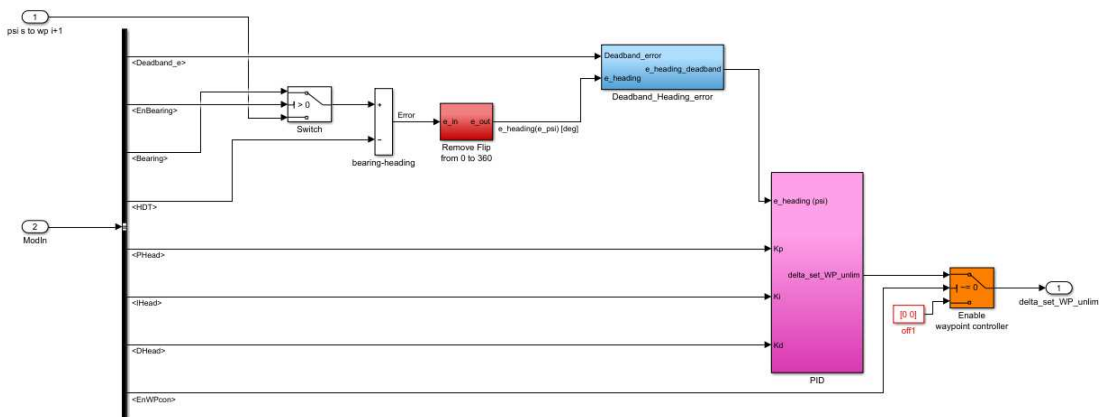 1
psi s to wp i+1
<Deadband_e>
Deadband_error
e_heading_deadband
e_heading
Deadband_Heading_error
<EnBearing>
> 0
Switch
+
Error
-
bearing-heading
e_in e_out
Remove Flip
from 0 to 360
e_heading(e_psi) [deg]
<Bearing>
<HDT>
2
ModIn
e_heading (psi)
<PHead>
Kp
delta_set_WP_unlim
<IHead>
Ki
<DHead>
Kd
PID
<EnWPcon>
~= 0
Enable
waypoint controller
[0 0]
off1
1
delta_set_WP_unlim